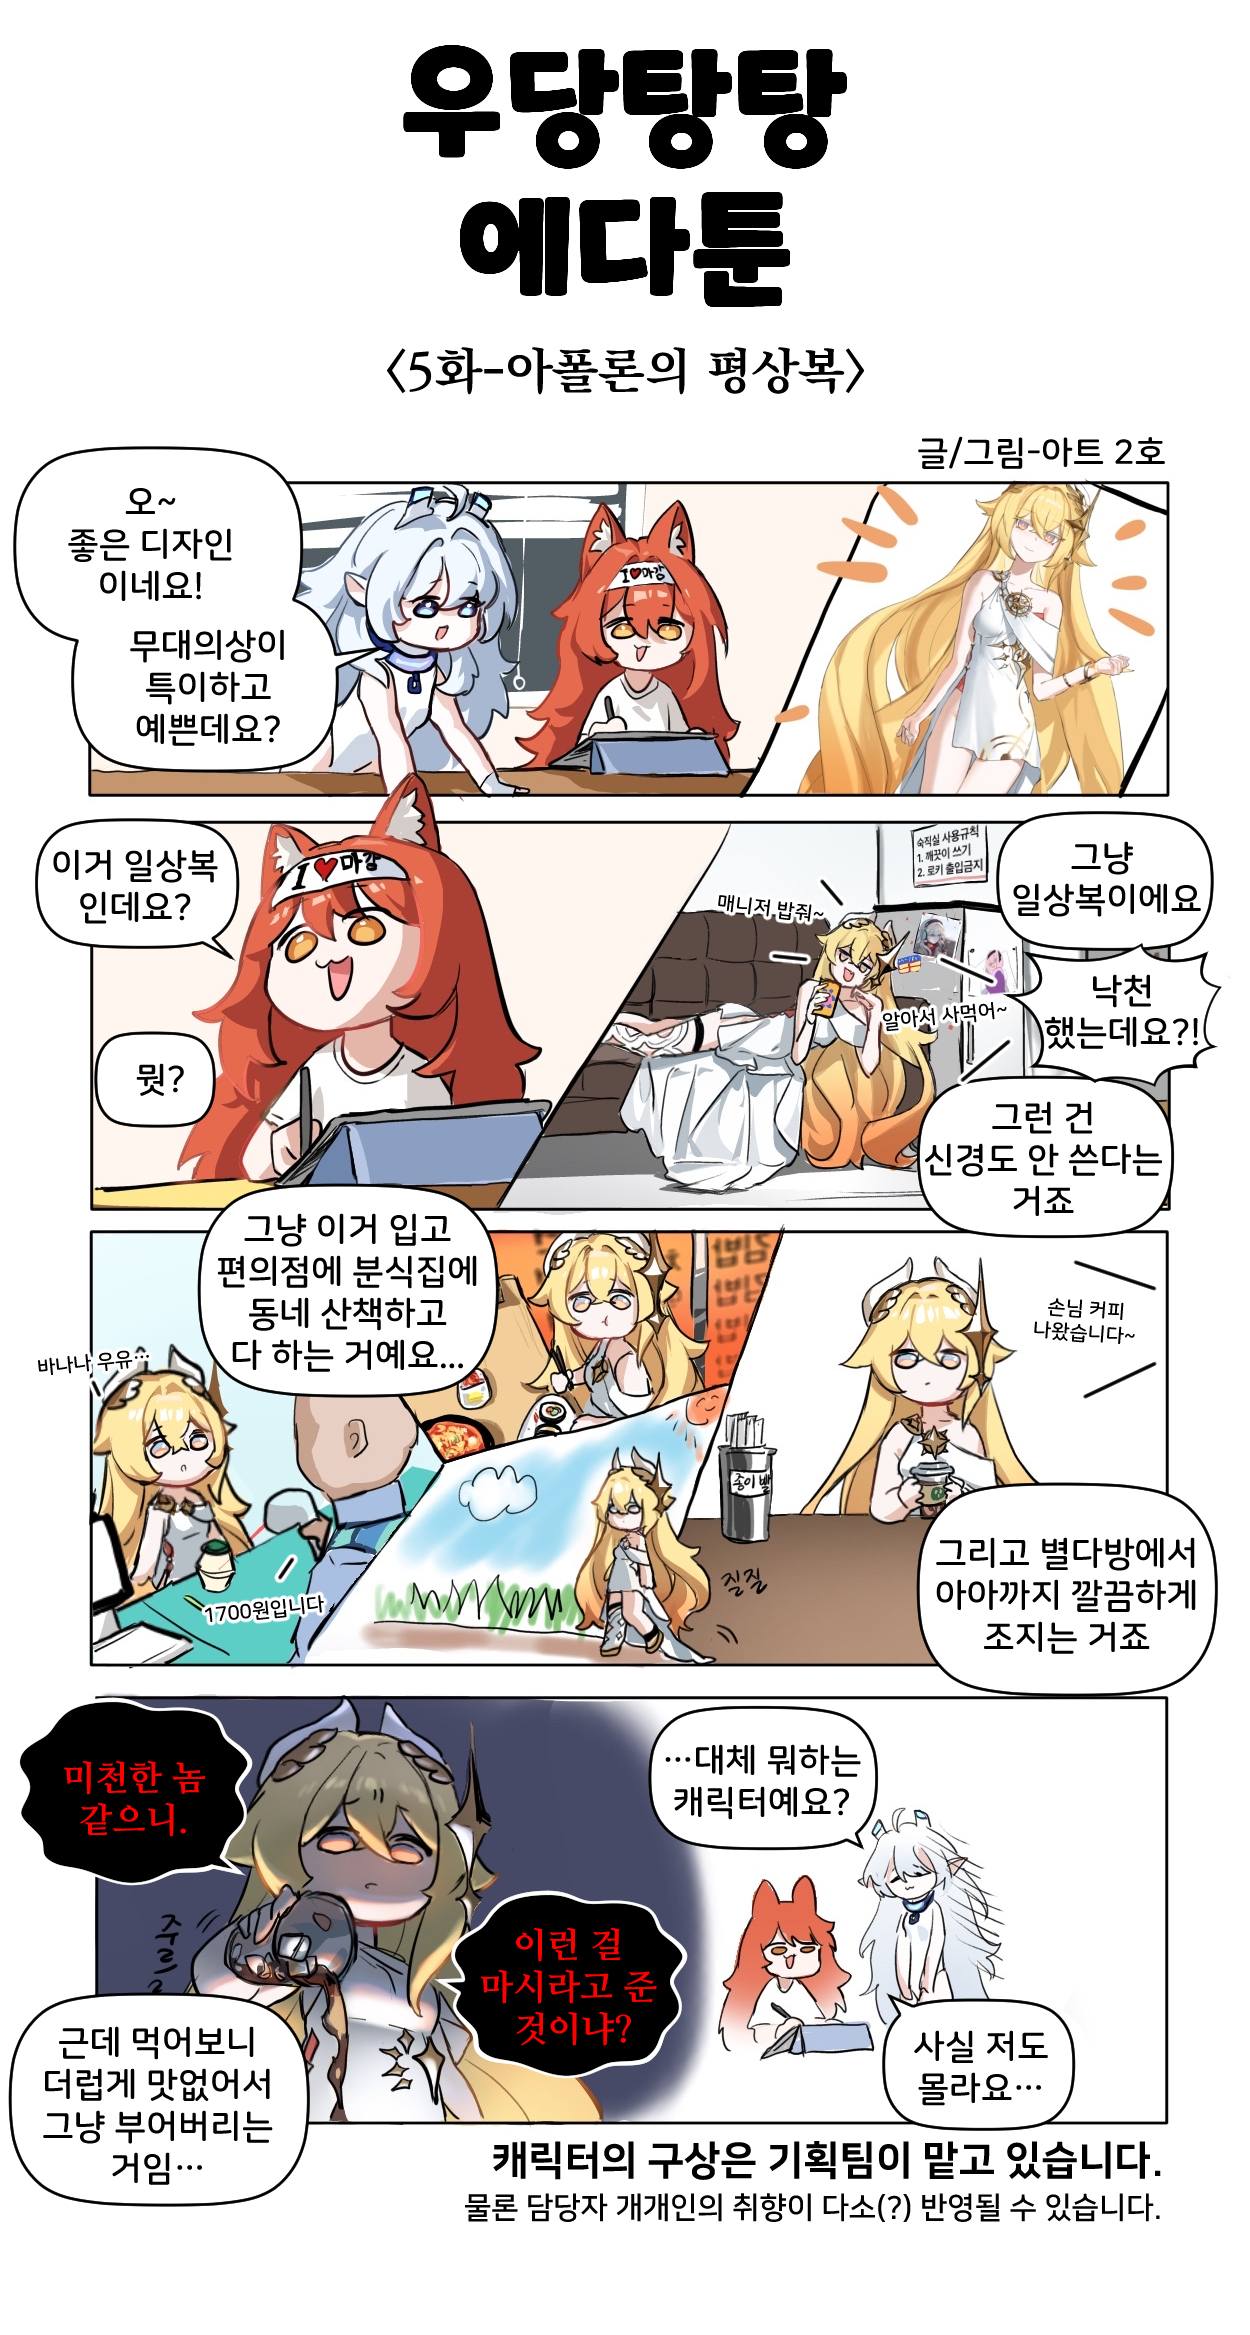 우당탕탕
에다툰
<5화-아폴론의 평상복>
글/그림-아트 2호
오~
좋은 디자인
이네요!
무대의상이
특이하고
예쁜데요?
I♥마감
이거 일상복
인데요?
I♥마감
뭣?
숙직실 사용규칙
1. 깨끗이 쓰기
2. 로키 출입금지
매니저 밥줘~
알아서 사먹어~
그냥
일상복이에요
낙천
했는데요?!
그런 건
신경도 안 쓴다는
거죠
그냥 이거 입고
편의점에 분식집에
동네 산책하고
다 하는 거예요...
바나나 우유...
1700원입니다
손님 커피
나왔습니다~
종이 빨
질질
그리고 별다방에서
아아까지 깔끔하게
조지는 거죠
미천한 놈
같으니.
주르
이런 걸
마시라고 준
것이냐?
근데 먹어보니
더럽게 맛없어서
그냥 부어버리는
거임...
...대체 뭐하는
캐릭터예요?
사실 저도
몰라요...
캐릭터의 구상은 기획팀이 맡고 있습니다.
물론 담당자 개개인의 취향이 다소(?) 반영될 수 있습니다.